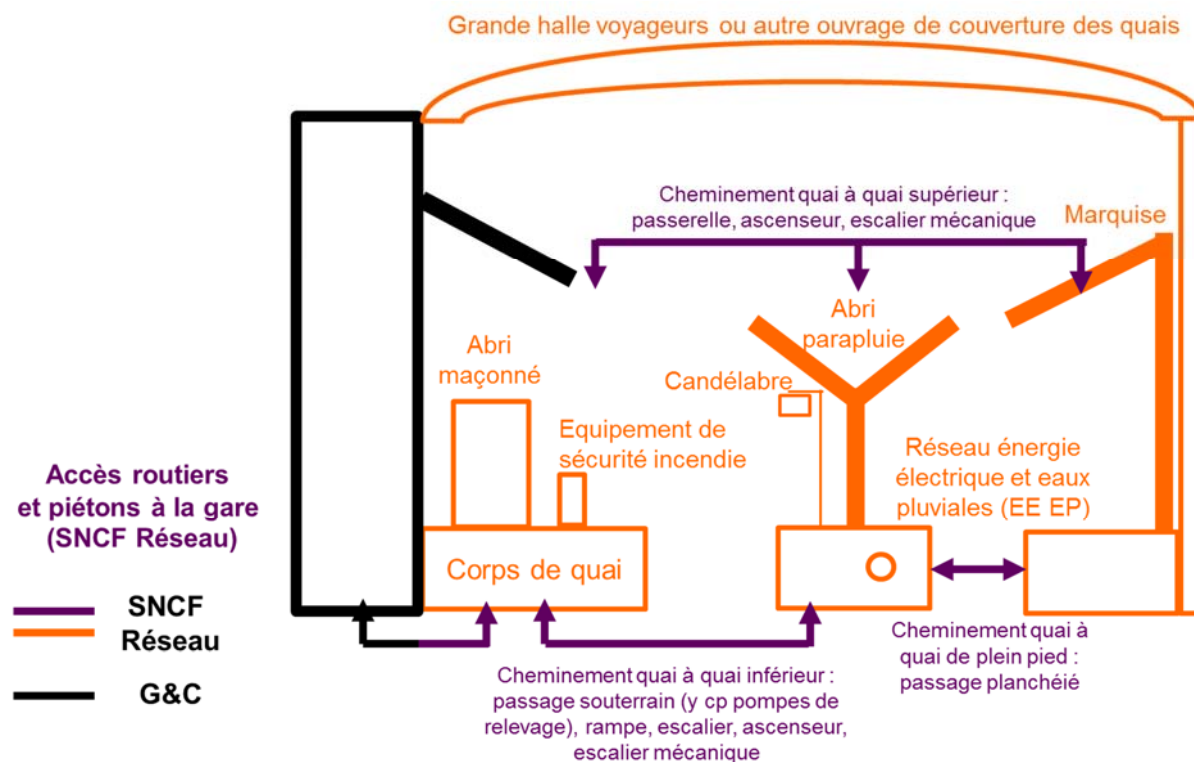 Grande halle voyageurs ou autre ouvrage de couverture des quais
Cheminement quai à quai supérieur :
passerelle, ascenseur, escalier mécanique
Marquise
Abri
parapluie
Abri
maçonné
Candélabre
Equipement de
sécurité incendie
Réseau énergie
électrique et eaux
pluviales (EE EP)
Accès routiers
et piétons à la gare
(SNCF Réseau)
Corps de quai
SNCF
Réseau
G&C
Cheminement quai à
quai de plein pied :
passage planchéié
Cheminement quai à quai inférieur :
passage souterrain (y cp pompes de
relevage), rampe, escalier, ascenseur,
escalier mécanique